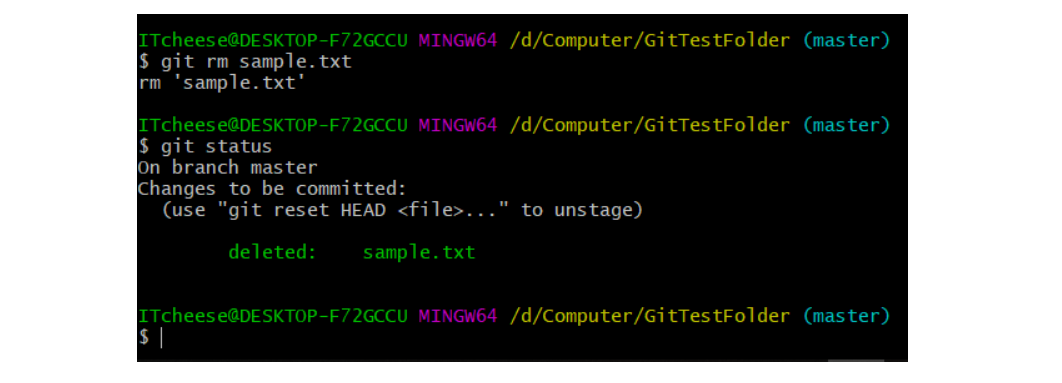 ITcheese@DESKTOP-F72GCCU MINGW64 /d/Computer/GitTestFolder (master)
$ git rm sample.txt
rm 'sample.txt'
ITcheese@DESKTOP-F72GCCU MINGW64 /d/Computer/GitTestFolder (master)
$ git status
On branch master
Changes to be committed:
  (use "git reset HEAD <file>..." to unstage)
        deleted:    sample.txt
ITcheese@DESKTOP-F72GCCU MINGW64 /d/Computer/GitTestFolder (master)
$